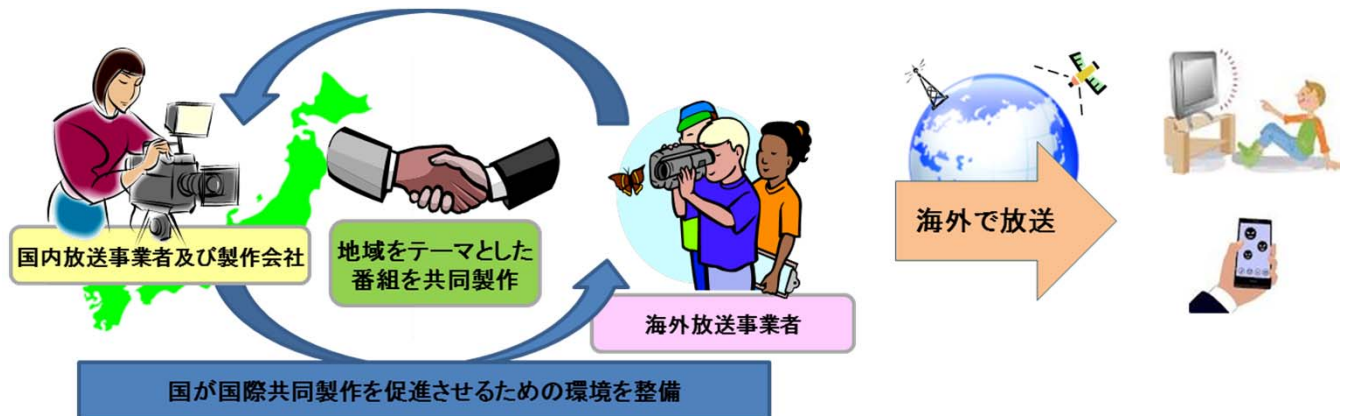 国内放送事業者及び製作会社
地域をテーマとした
番組を共同製作
海外放送事業者
国が国際共同製作を促進させるための環境を整備
海外で放送